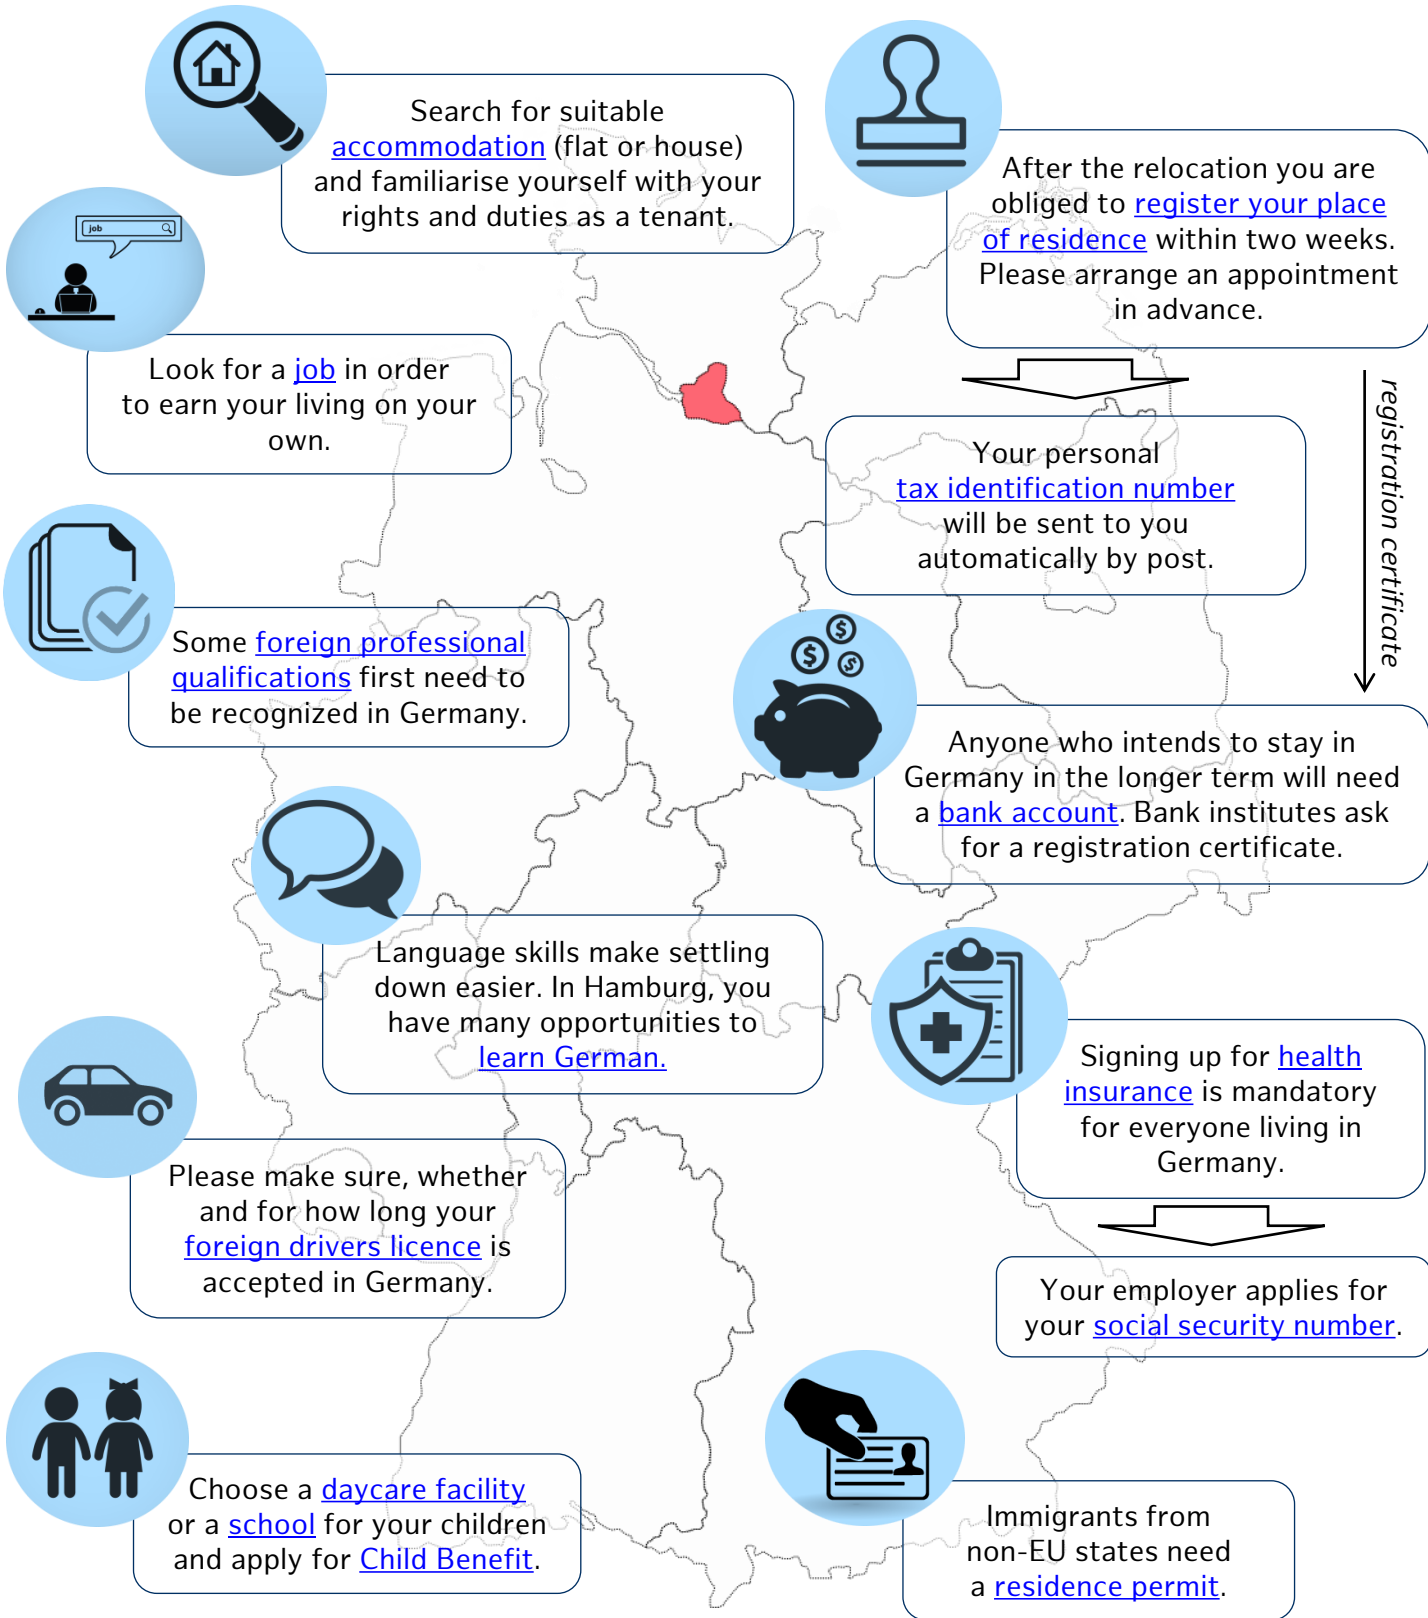 Search for suitable
accommodation (flat or house)
and familiarise yourself with your
rights and duties as a tenant.
After the relocation you are
obliged to register your place
of residence within two weeks.
Please arrange an appointment
in advance.
job
Look for a job in order
to earn your living on your
own.
registration certificate
Your personal
tax identification number
will be sent to you
automatically by post.
Some foreign professional
qualifications first need to
be recognized in Germany.
$
$
$
Anyone who intends to stay in
Germany in the longer term will need
a bank account. Bank institutes ask
for a registration certificate.
Language skills make settling
down easier. In Hamburg, you
have many opportunities to
learn German.
Signing up for health
insurance is mandatory
for everyone living in
Germany.
Please make sure, whether
and for how long your
foreign drivers licence is
accepted in Germany.
Your employer applies for
your social security number.
Choose a daycare facility
or a school for your children
and apply for Child Benefit.
Immigrants from
non-EU states need
a residence permit.